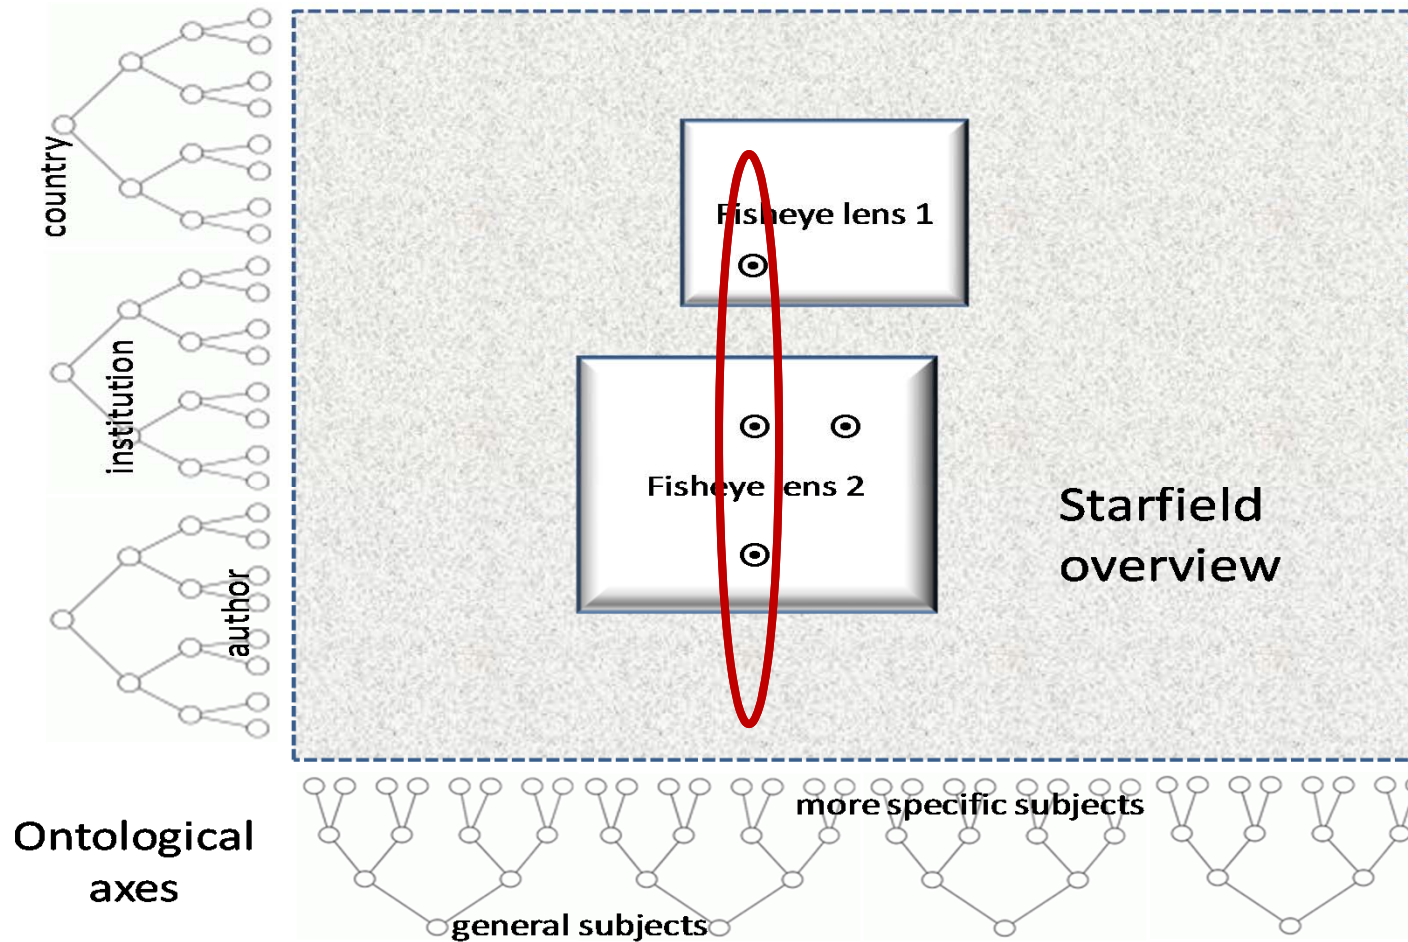 country
Fisheye lens 1
institution
Fisheye lens 2
Starfield
overview
author
more specific subjects
Ontological
axes
general subjects